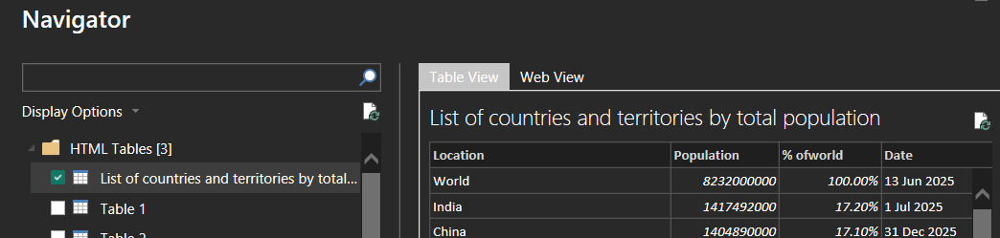 Navigator
Display Options
HTML Tables [3]
List of countries and territories by total...
Table 1
Table 2
Table View Web View
List of countries and territories by total population
Location Population % ofworld Date
World 8232000000 100.00% 13 Jun 2025
India 1417492000 17.20% 1 Jul 2025
China 1404890000 17.10% 31 Dec 2025